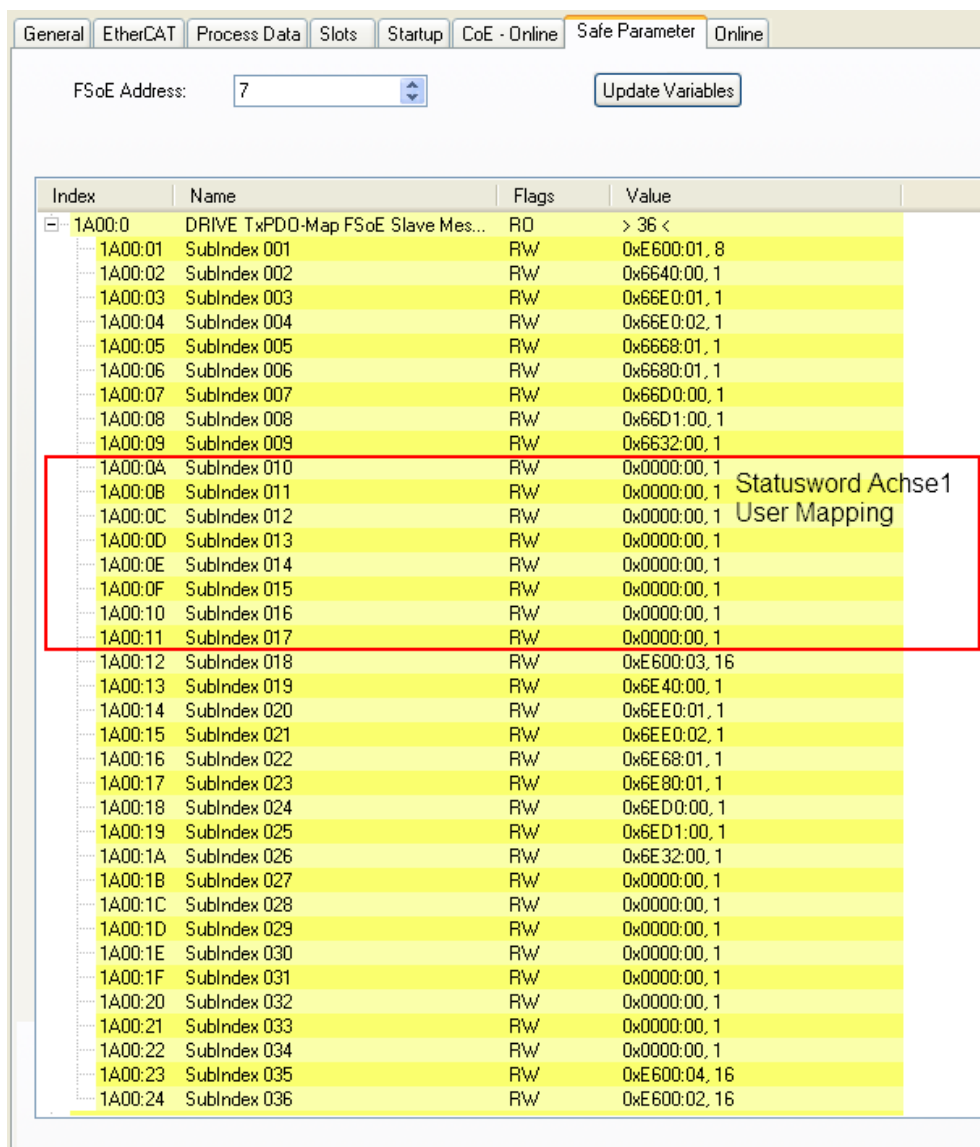 General EtherCAT Process Data Slots Startup CoE - Online Safe Parameter Online
FSoE Address: 7 Update Variables
Index Name Flags Value
1A00:0 DRIVE TxPDO-Map FSoE Slave Mes... RO > 36 <
1A00:01 SubIndex 001 RW 0xE600:01, 8
1A00:02 SubIndex 002 RW 0x6640:00, 1
1A00:03 SubIndex 003 RW 0x66E0:01, 1
1A00:04 SubIndex 004 RW 0x66E0:02, 1
1A00:05 SubIndex 005 RW 0x6668:01, 1
1A00:06 SubIndex 006 RW 0x6680:01, 1
1A00:07 SubIndex 007 RW 0x66D0:00, 1
1A00:08 SubIndex 008 RW 0x66D1:00, 1
1A00:09 SubIndex 009 RW 0x6632:00, 1
1A00:0A SubIndex 010 RW 0x0000:00, 1
1A00:0B SubIndex 011 RW 0x0000:00, 1 Statusword Achse1
1A00:0C SubIndex 012 RW 0x0000:00, 1 User Mapping
1A00:0D SubIndex 013 RW 0x0000:00, 1
1A00:0E SubIndex 014 RW 0x0000:00, 1
1A00:0F SubIndex 015 RW 0x0000:00, 1
1A00:10 SubIndex 016 RW 0x0000:00, 1
1A00:11 SubIndex 017 RW 0x0000:00, 1
1A00:12 SubIndex 018 RW 0xE600:03, 16
1A00:13 SubIndex 019 RW 0x6E40:00, 1
1A00:14 SubIndex 020 RW 0x6EE0:01, 1
1A00:15 SubIndex 021 RW 0x6EE0:02, 1
1A00:16 SubIndex 022 RW 0x6E68:01, 1
1A00:17 SubIndex 023 RW 0x6E80:01, 1
1A00:18 SubIndex 024 RW 0x6ED0:00, 1
1A00:19 SubIndex 025 RW 0x6ED1:00, 1
1A00:1A SubIndex 026 RW 0x6E32:00, 1
1A00:1B SubIndex 027 RW 0x0000:00, 1
1A00:1C SubIndex 028 RW 0x0000:00, 1
1A00:1D SubIndex 029 RW 0x0000:00, 1
1A00:1E SubIndex 030 RW 0x0000:00, 1
1A00:1F SubIndex 031 RW 0x0000:00, 1
1A00:20 SubIndex 032 RW 0x0000:00, 1
1A00:21 SubIndex 033 RW 0x0000:00, 1
1A00:22 SubIndex 034 RW 0x0000:00, 1
1A00:23 SubIndex 035 RW 0xE600:04, 16
1A00:24 SubIndex 036 RW 0xE600:02, 16